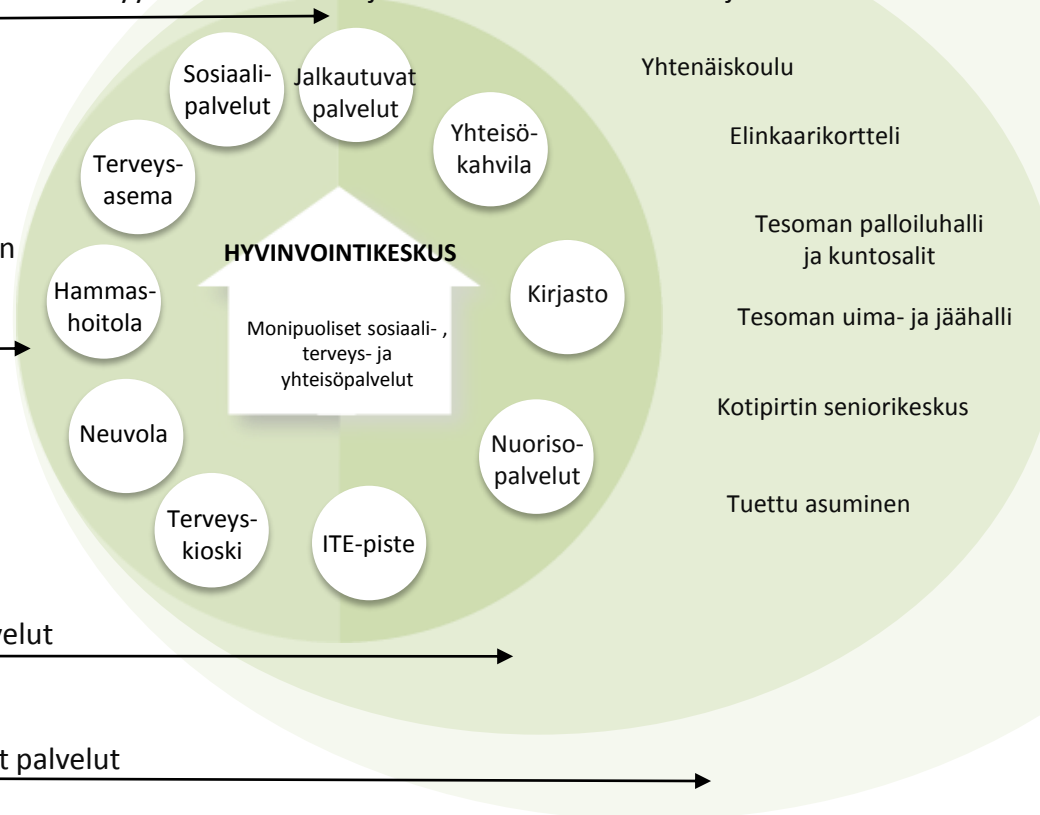 Sosiaali-
palvelut
Jalkautuvat
palvelut
Yhteisö-
kahvila
Terveys-
asema
Hammas-
hoitola
Neuvola
Terveys-
kioski
ITE-piste
Nuoriso-
palvelut
Kirjasto
HYVINVOINTIKESKUS
Monipuoliset sosiaali- ,
terveys- ja
yhteisöpalvelut
Yhtenäiskoulu
Elinkaarikortteli
Tesoman palloiluhalli
ja kuntosalit
Tesoman uima- ja jäähalli
Kotipirtin seniorikeskus
Tuettu asuminen
n
velut
t palvelut